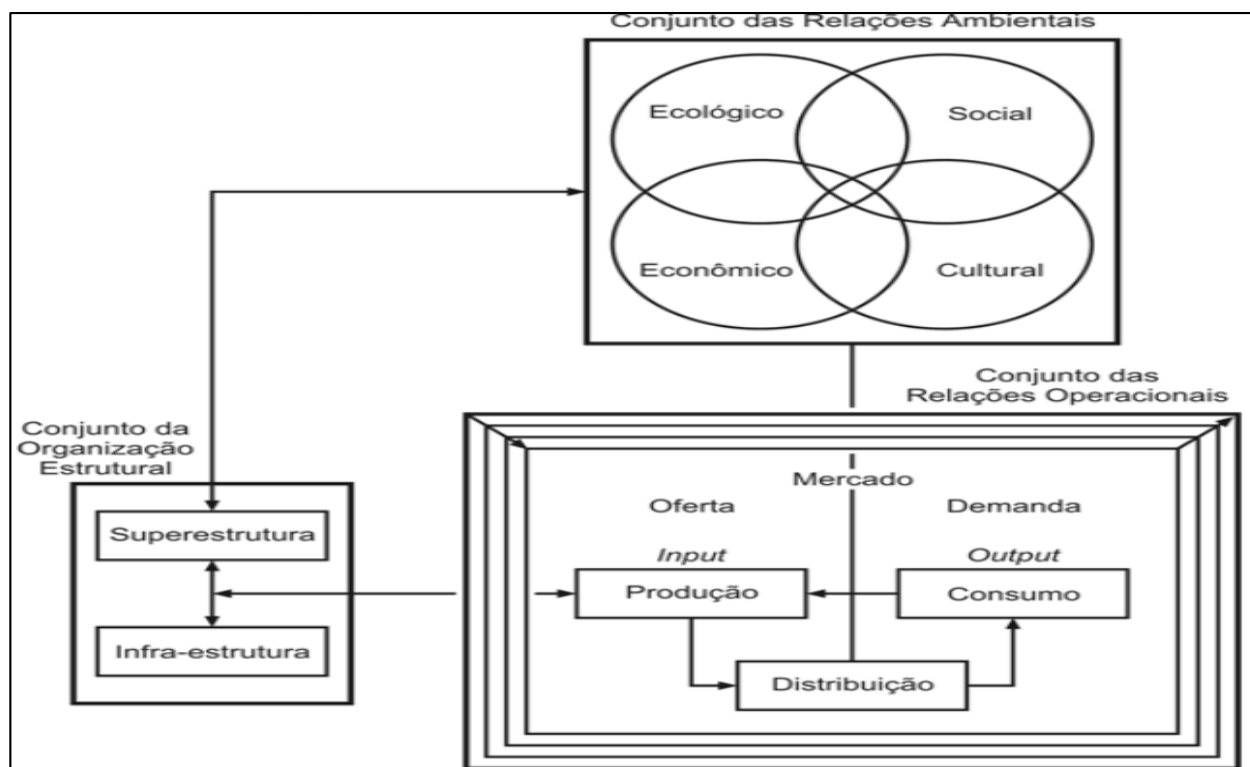 Conjunto das Relações Ambientais
Ecológico
Social
Econômico
Cultural
Conjunto das
Relações Operacionais
Conjunto da
Organização
Estrutural
Superestrutura
Infra-estrutura
Mercado
Oferta
Demanda
Input
Output
Produção
Consumo
Distribuição